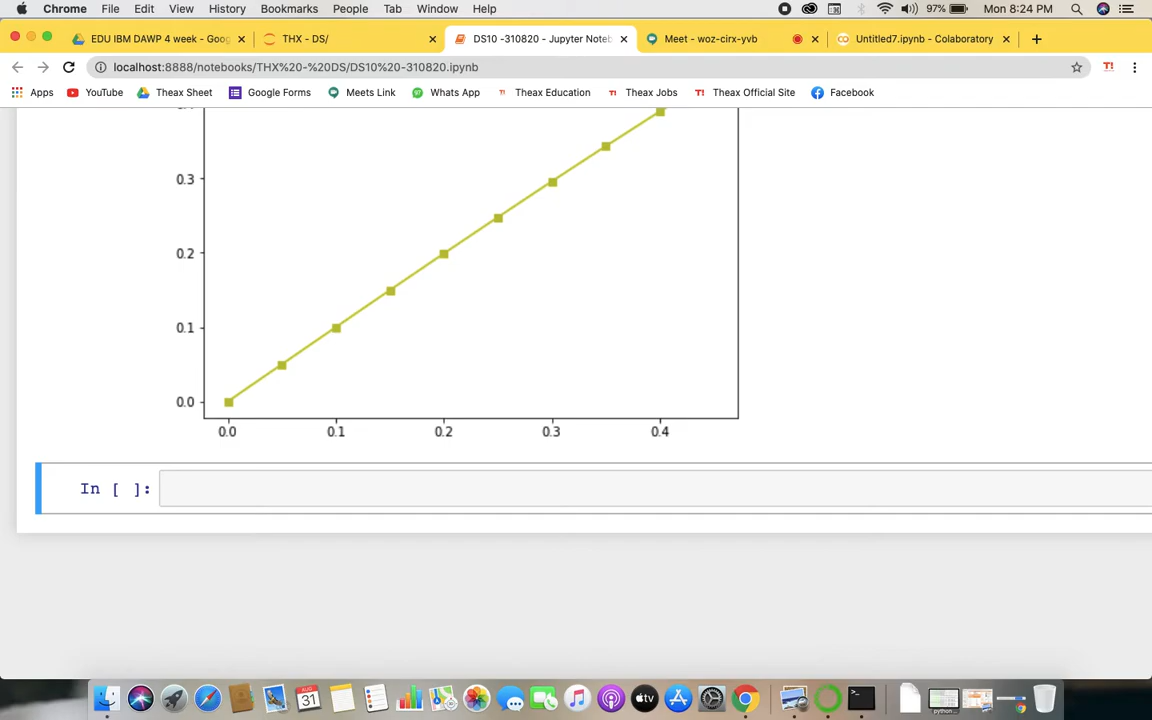 Chrome File Edit View History Bookmarks People Tab Window Help 97% Mon 8:24 PM
EDU IBM DAWP 4 week - Goog THX - DS/ DS10 -310820 - Jupyter Noteb Meet - woz-cirx-yvb Untitled7.ipynb - Colaboratory
localhost:8888/notebooks/THX%20-%20DS/DS10%20-310820.ipynb T!
Apps YouTube Theax Sheet Google Forms Meets Link Whats App T! Theax Education T! Theax Jobs T! Theax Official Site Facebook
0.3
0.2
0.1
0.0
0.0 0.1 0.2 0.3 0.4
In [ ]:
AUG
31
tv